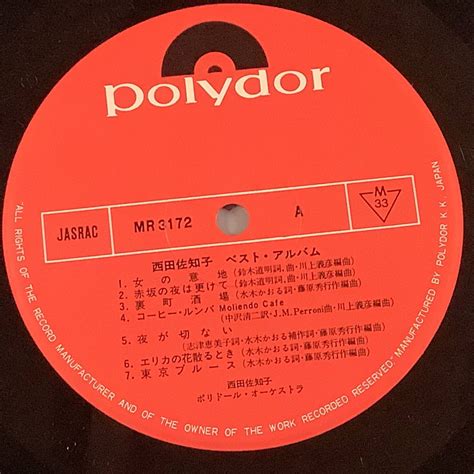 polydor
JASRAC MR 3172 A M 33
西田佐知子 ベスト・アルバム
1. 女の意地 (鈴木道明詞、曲・川上義彦編曲)
2. 赤坂の夜は更けて (鈴木道明詞、曲・川上義彦編曲)
3. 裏町酒場 (水木かおる詞・藤原秀行作編曲)
4. コーヒー・ルンバ Moliendo Cafe
(中沢清二訳・J.M.Perroni曲・川上義彦編曲)
5. 夜が切ない
(志津恵美子詞・水木かおる補作詞・藤原秀行作編曲)
6. エリカの花散るとき (水木かおる詞・藤原秀行作編曲)
7. 東京ブルース (水木かおる詞・藤原秀行作編曲)
西田佐知子
ポリドール・オーケストラ
"ALL RIGHTS OF THE RECORD MANUFACTURER AND OF THE OWNER OF THE WORK RECORDED RESERVED," MANUFACTURED BY POLYDOR K.K. JAPAN